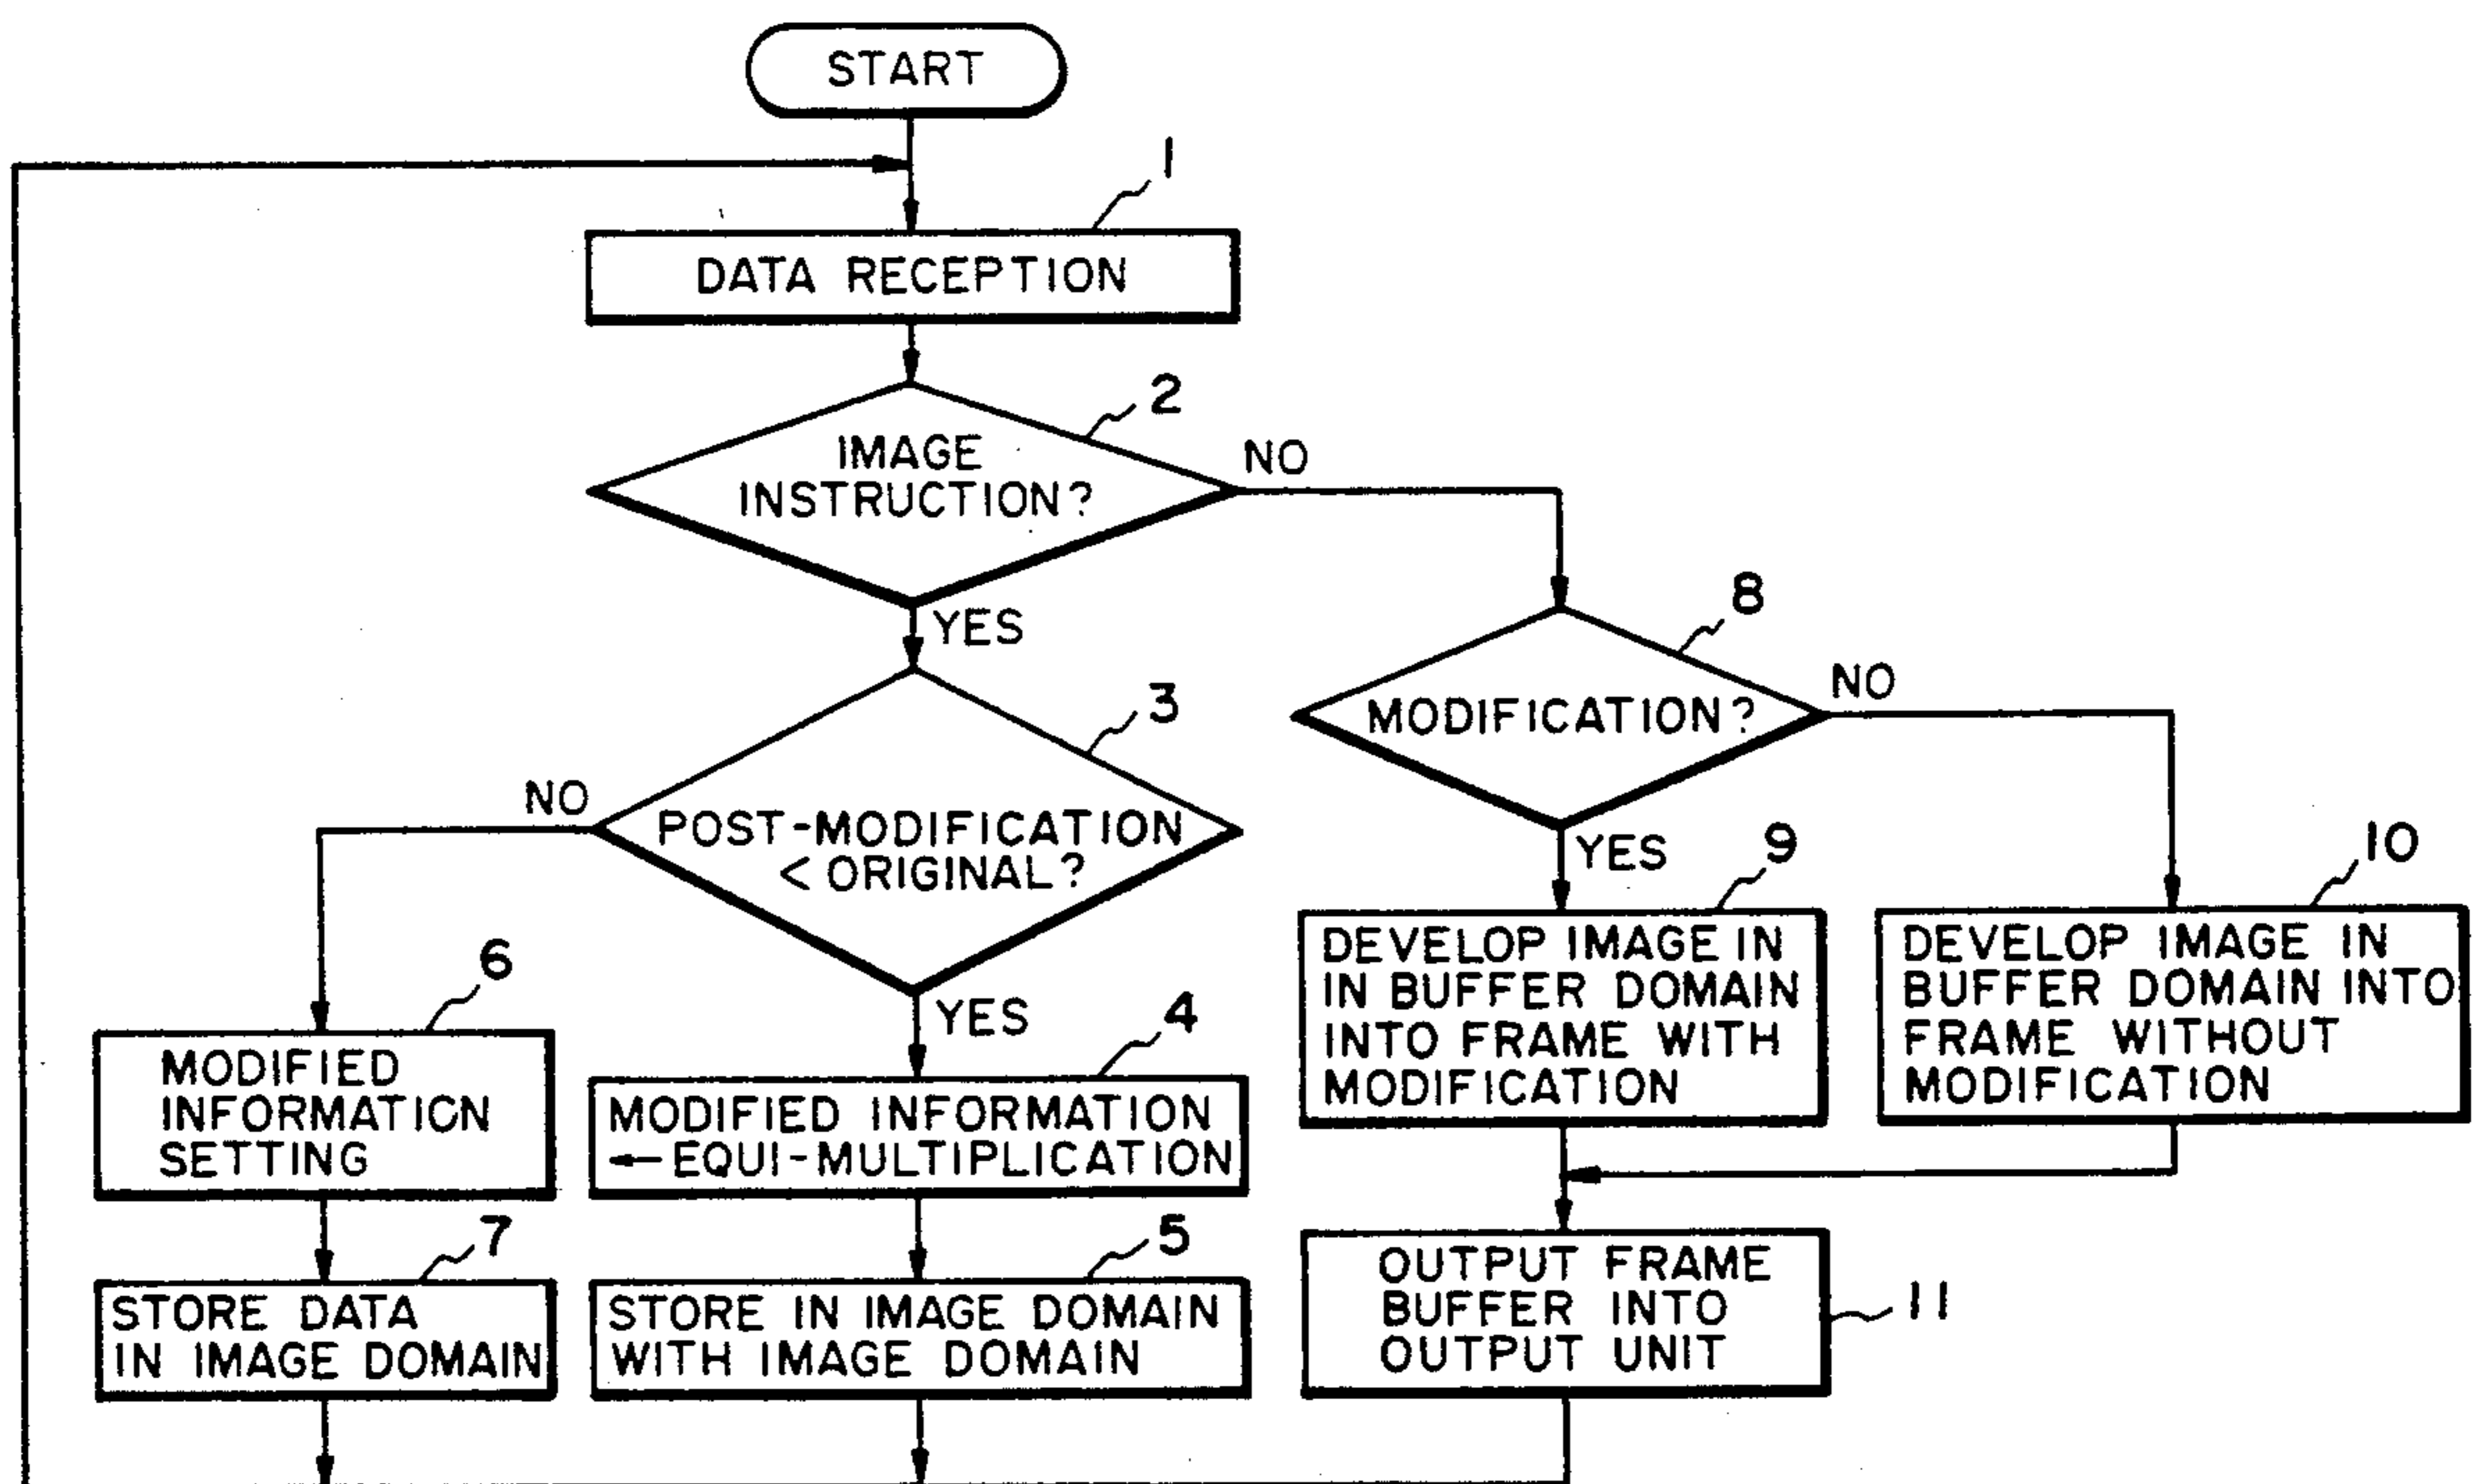 START
1
DATA RECEPTION
2
IMAGE
INSTRUCTION?
NO
YES
8
MODIFICATION?
NO
YES
3
POST-MODIFICATION
< ORIGINAL?
NO
YES
9
DEVELOP IMAGE IN
IN BUFFER DOMAIN
INTO FRAME WITH
MODIFICATION
10
DEVELOP IMAGE IN
BUFFER DOMAIN INTO
FRAME WITHOUT
MODIFICATION
6
MODIFIED
INFORMATION
SETTING
4
MODIFIED INFORMATION
← EQUI-MULTIPLICATION
7
STORE DATA
IN IMAGE DOMAIN
5
STORE IN IMAGE DOMAIN
WITH IMAGE DOMAIN
OUTPUT FRAME
BUFFER INTO
OUTPUT UNIT
11